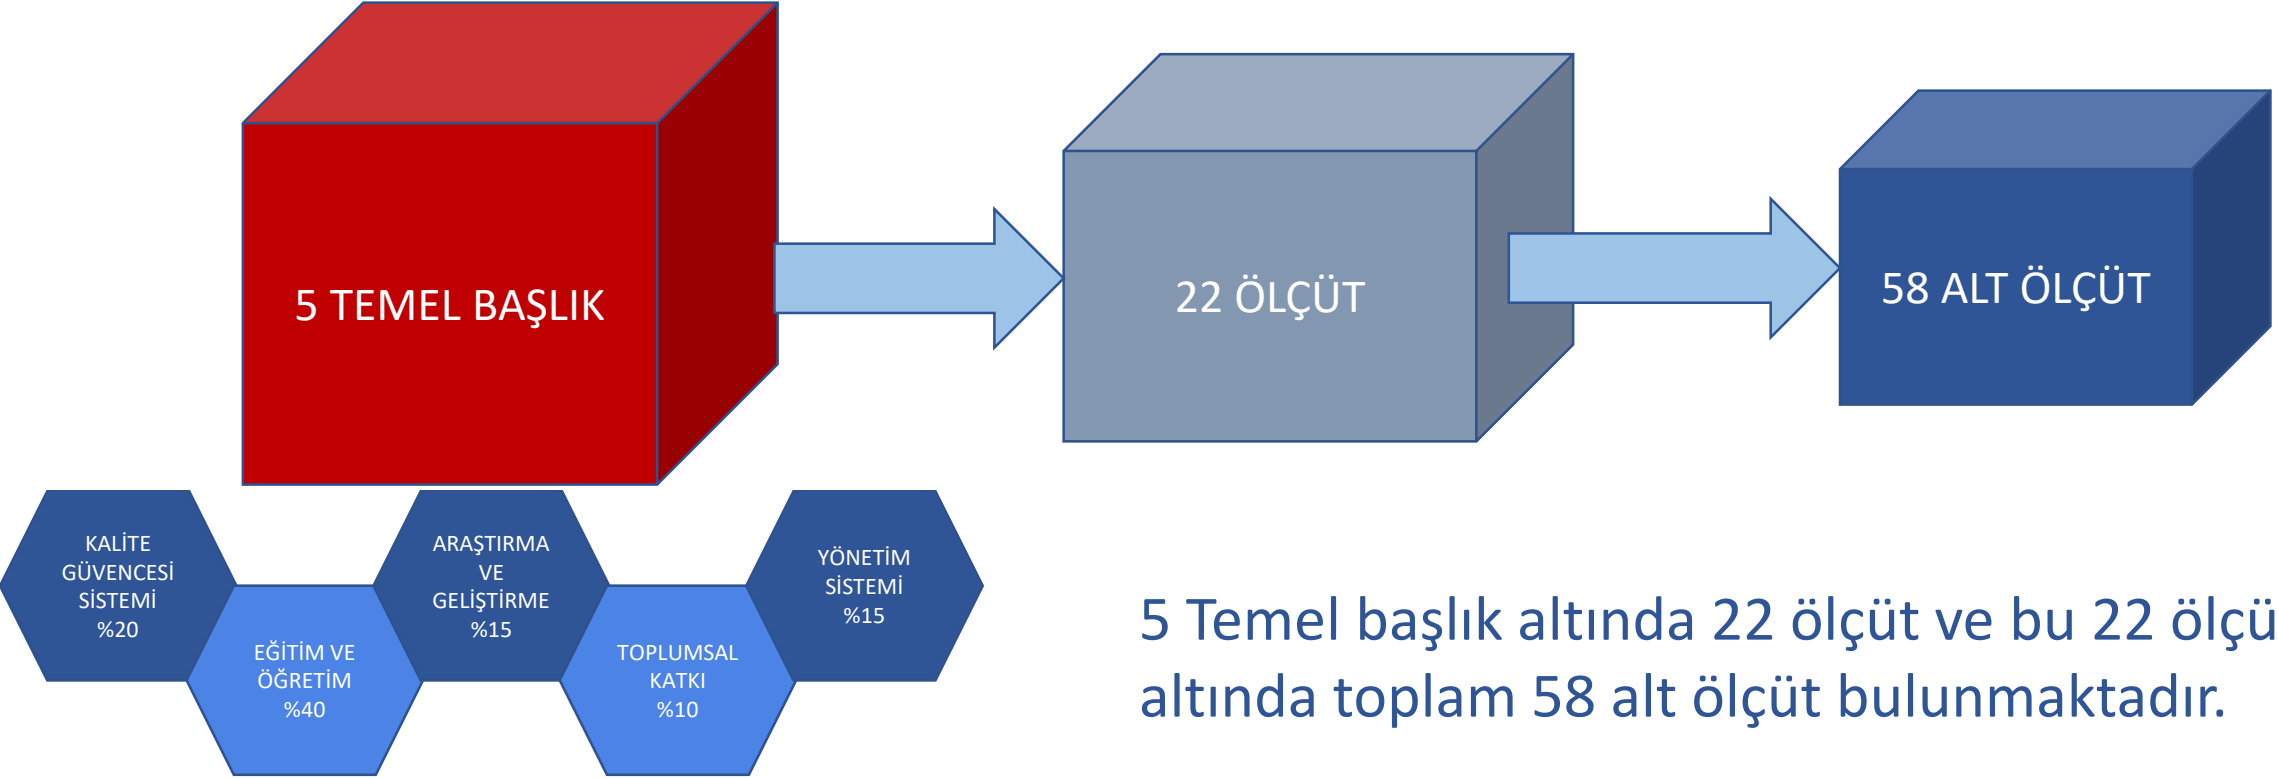 5 TEMEL BAŞLIK
22 ÖLÇÜT
58 ALT ÖLÇÜT
KALİTE
GÜVENCESİ
SİSTEMİ
%20
EĞİTİM VE
ÖĞRETİM
%40
ARAŞTIRMA
VE
GELİŞTİRME
%15
TOPLUMSAL
KATKI
%10
YÖNETİM
SİSTEMİ
%15
5 Temel başlık altında 22 ölçüt ve bu 22 ölçü
altında toplam 58 alt ölçüt bulunmaktadır.